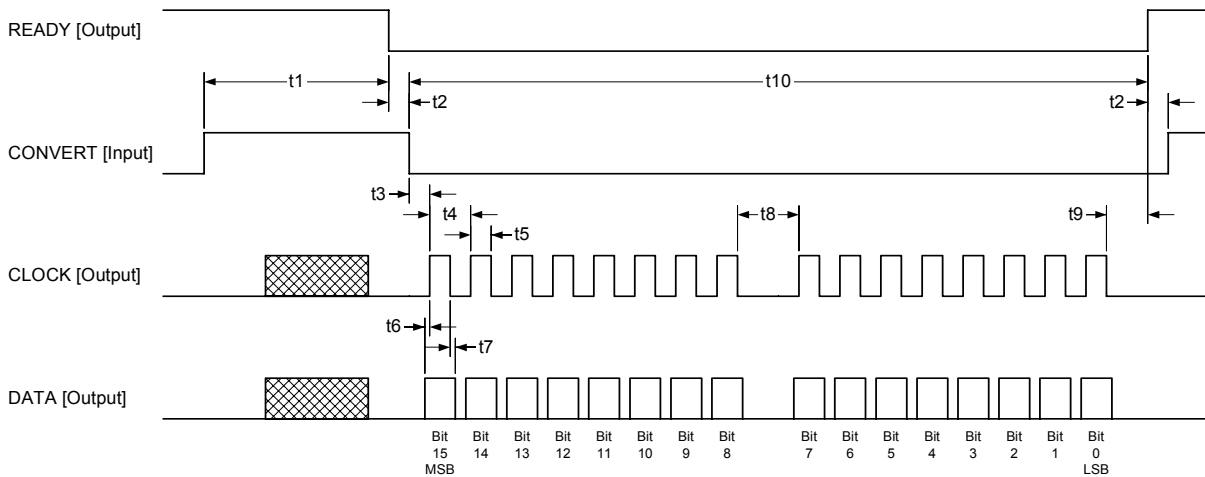 READY [Output]
t1
t10
t2
t2
CONVERT [Input]
t3
t4
t8
t9
t5
CLOCK [Output]
t6
t7
DATA [Output]
Bit 15 MSB
Bit 14
Bit 13
Bit 12
Bit 11
Bit 10
Bit 9
Bit 8
Bit 7
Bit 6
Bit 5
Bit 4
Bit 3
Bit 2
Bit 1
Bit 0 LSB